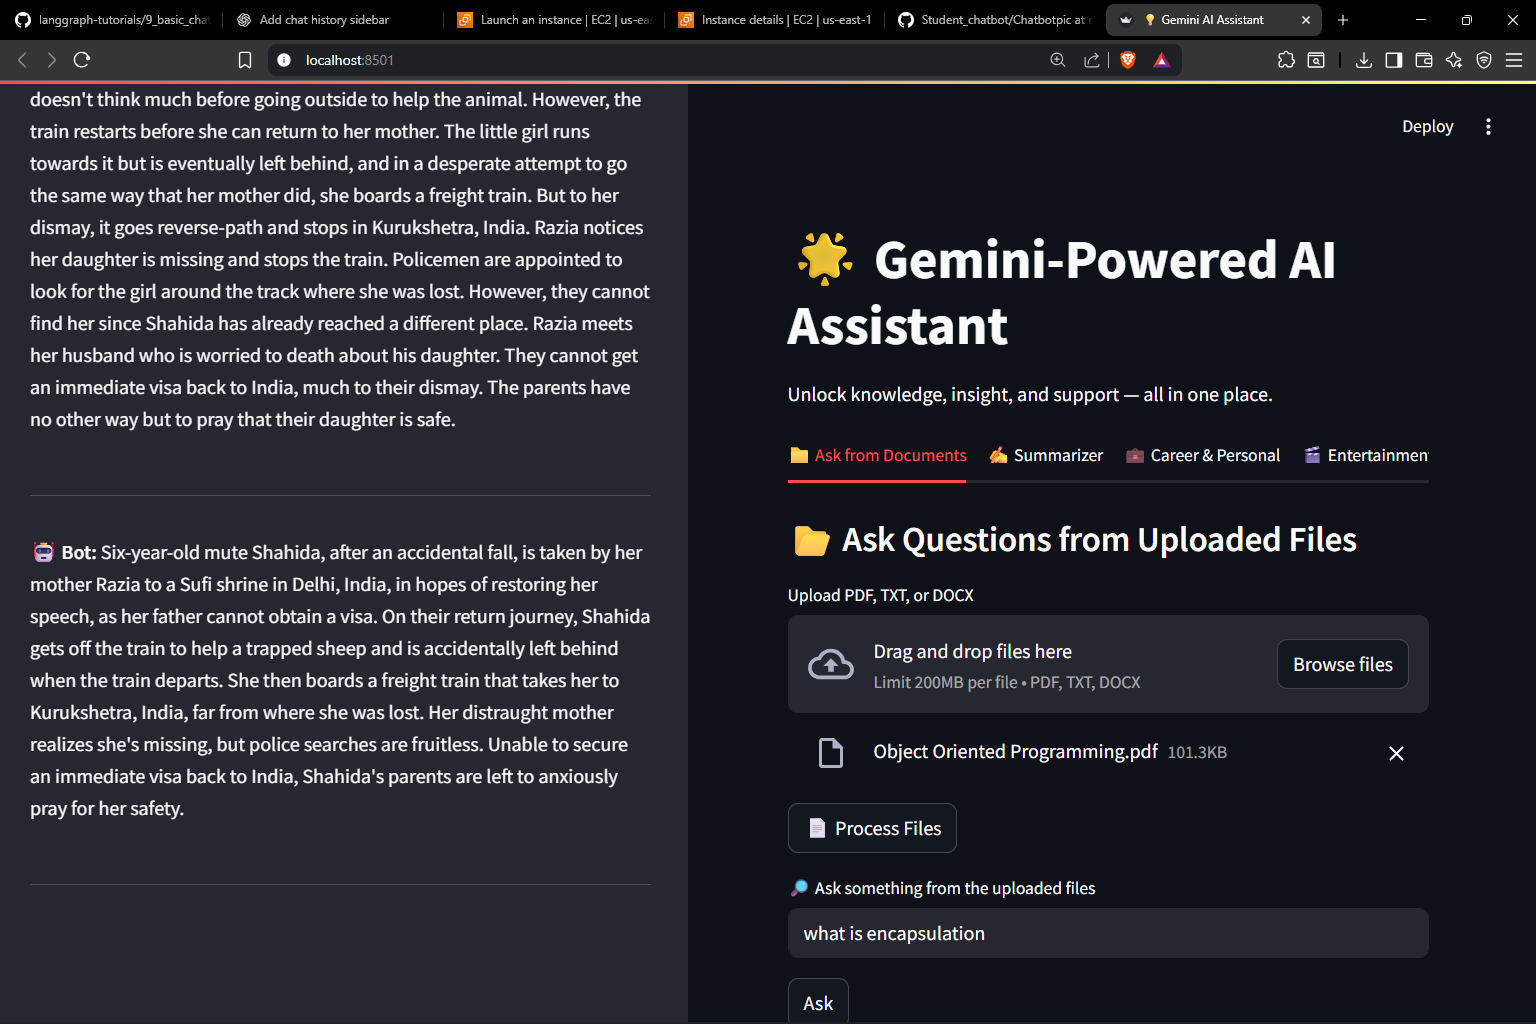 langgraph-tutorials/9_basic_chat
Add chat history sidebar
Launch an instance | EC2 | us-eas
Instance details | EC2 | us-east-1
Student_chatbot/Chatbotpic at
Gemini AI Assistant
localhost:8501
doesn't think much before going outside to help the animal. However, the
train restarts before she can return to her mother. The little girl runs
towards it but is eventually left behind, and in a desperate attempt to go
the same way that her mother did, she boards a freight train. But to her
dismay, it goes reverse-path and stops in Kurukshetra, India. Razia notices
her daughter is missing and stops the train. Policemen are appointed to
look for the girl around the track where she was lost. However, they cannot
find her since Shahida has already reached a different place. Razia meets
her husband who is worried to death about his daughter. They cannot get
an immediate visa back to India, much to their dismay. The parents have
no other way but to pray that their daughter is safe.
Bot: Six-year-old mute Shahida, after an accidental fall, is taken by her
mother Razia to a Sufi shrine in Delhi, India, in hopes of restoring her
speech, as her father cannot obtain a visa. On their return journey, Shahida
gets off the train to help a trapped sheep and is accidentally left behind
when the train departs. She then boards a freight train that takes her to
Kurukshetra, India, far from where she was lost. Her distraught mother
realizes she's missing, but police searches are fruitless. Unable to secure
an immediate visa back to India, Shahida's parents are left to anxiously
pray for her safety.
Deploy
Gemini-Powered AI
Assistant
Unlock knowledge, insight, and support — all in one place.
Ask from Documents
Summarizer
Career & Personal
Entertainmen
Ask Questions from Uploaded Files
Upload PDF, TXT, or DOCX
Drag and drop files here
Limit 200MB per file • PDF, TXT, DOCX
Browse files
Object Oriented Programming.pdf 101.3KB
Process Files
Ask something from the uploaded files
what is encapsulation
Ask